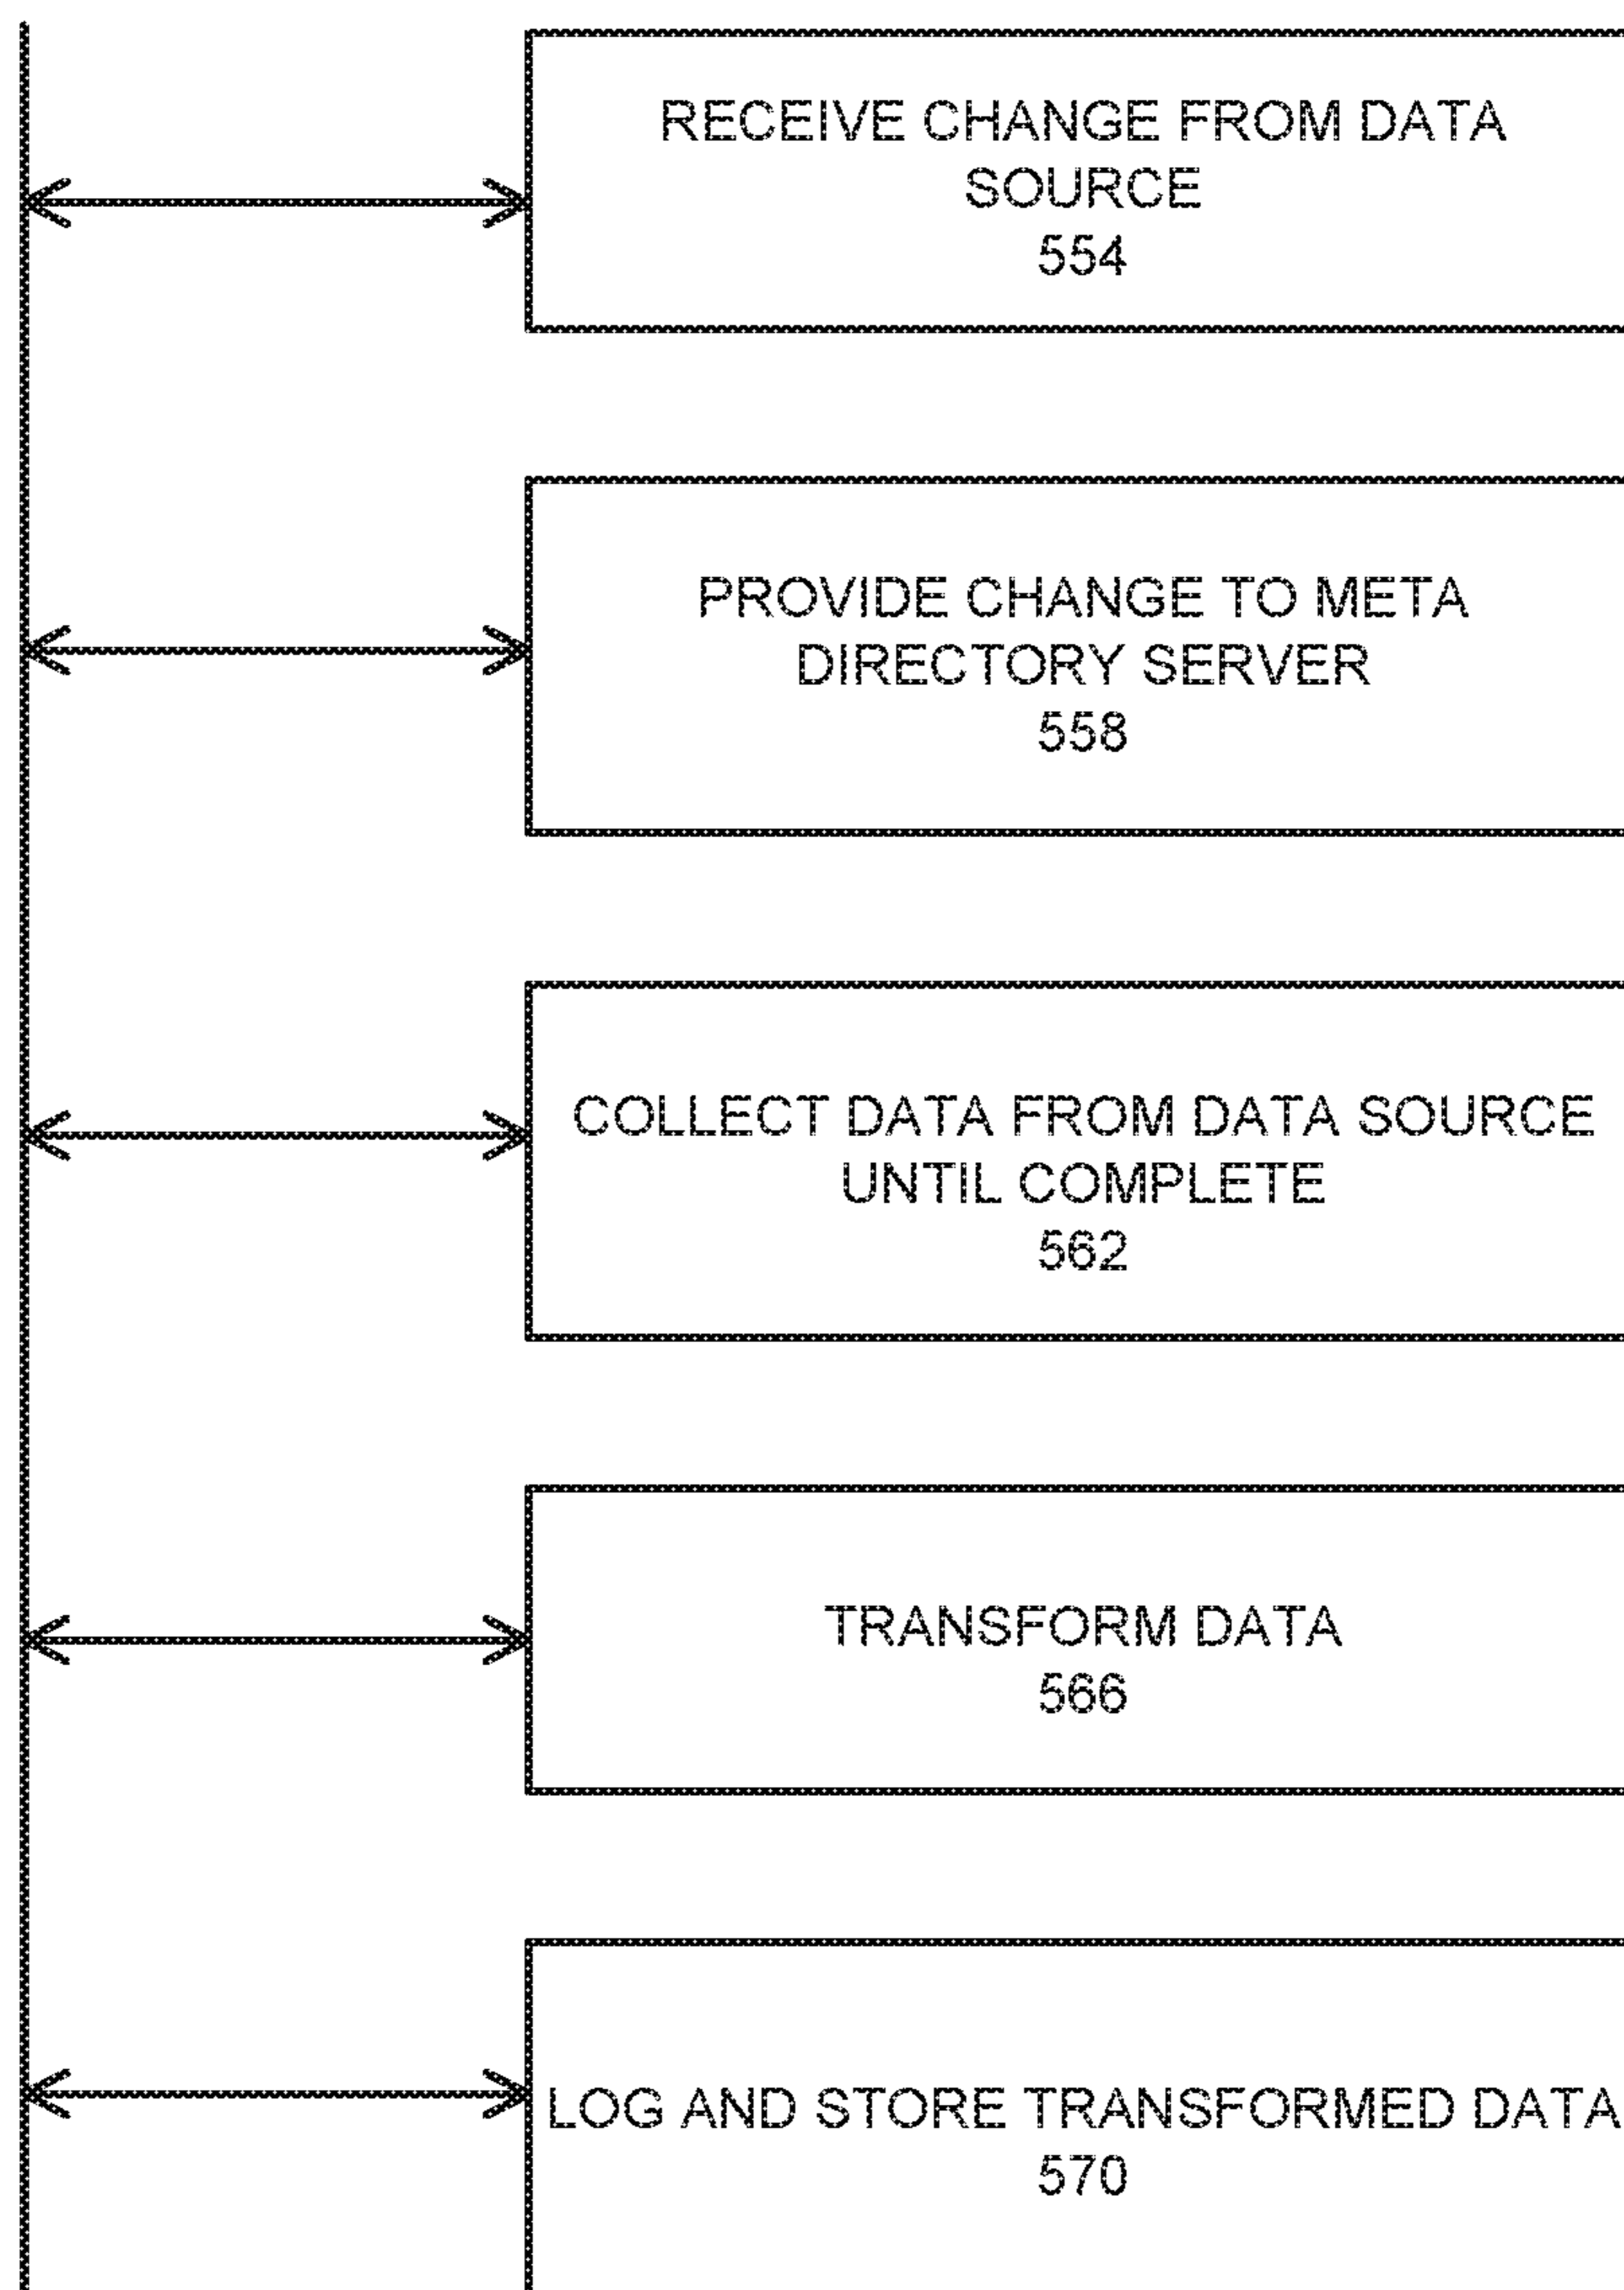 RECEIVE CHANGE FROM DATA
SOURCE
554
PROVIDE CHANGE TO META
DIRECTORY SERVER
558
COLLECT DATA FROM DATA SOURCE
UNTIL COMPLETE
562
TRANSFORM DATA
566
LOG AND STORE TRANSFORMED DATA
570